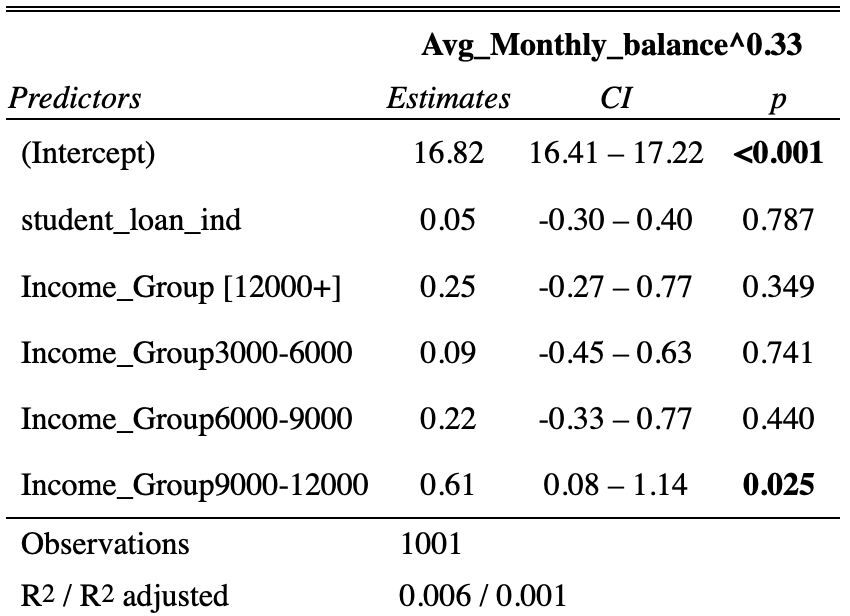 Avg_Monthly_balance^0.33
Predictors Estimates CI p
(Intercept) 16.82 16.41 – 17.22 <0.001
student_loan_ind 0.05 -0.30 – 0.40 0.787
Income_Group [12000+] 0.25 -0.27 – 0.77 0.349
Income_Group3000-6000 0.09 -0.45 – 0.63 0.741
Income_Group6000-9000 0.22 -0.33 – 0.77 0.440
Income_Group9000-12000 0.61 0.08 – 1.14 0.025
Observations 1001
R2 / R2 adjusted 0.006 / 0.001